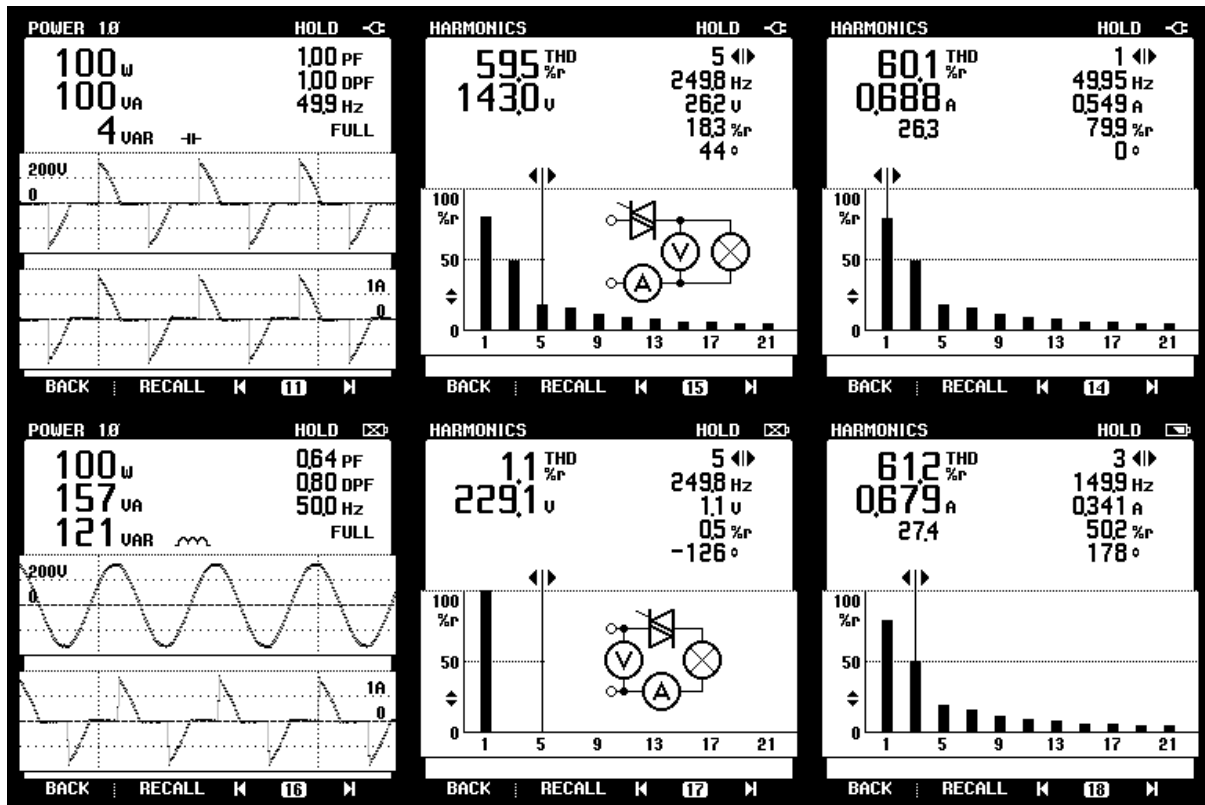 POWER 1.0
HOLD
100 W
100 VA
4 VAR
1.00 PF
1.00 DPF
49.9 Hz
FULL
200V
0
1A
0
BACK RECALL 11
HARMONICS
HOLD
59.5 THD %r
143.0 V
5
249.8 Hz
26.2 V
18.3 %r
44 °
100
%r
50
0
V
A
1 5 9 13 17 21
BACK RECALL 15
HARMONICS
HOLD
60.1 THD %r
0.688 A
26.3
1
49.95 Hz
0.549 A
79.9 %r
0 °
100
%r
50
0
1 5 9 13 17 21
BACK RECALL 14
POWER 1.0
HOLD
100 W
157 VA
121 VAR
0.64 PF
0.80 DPF
50.0 Hz
FULL
200V
0
1A
0
BACK RECALL 16
HARMONICS
HOLD
1.1 THD %r
229.1 V
5
249.8 Hz
1.1 V
0.5 %r
-126 °
100
%r
50
0
V
A
1 5 9 13 17 21
BACK RECALL 17
HARMONICS
HOLD
61.2 THD %r
0.679 A
27.4
3
149.9 Hz
0.341 A
50.2 %r
178 °
100
%r
50
0
1 5 9 13 17 21
BACK RECALL 18